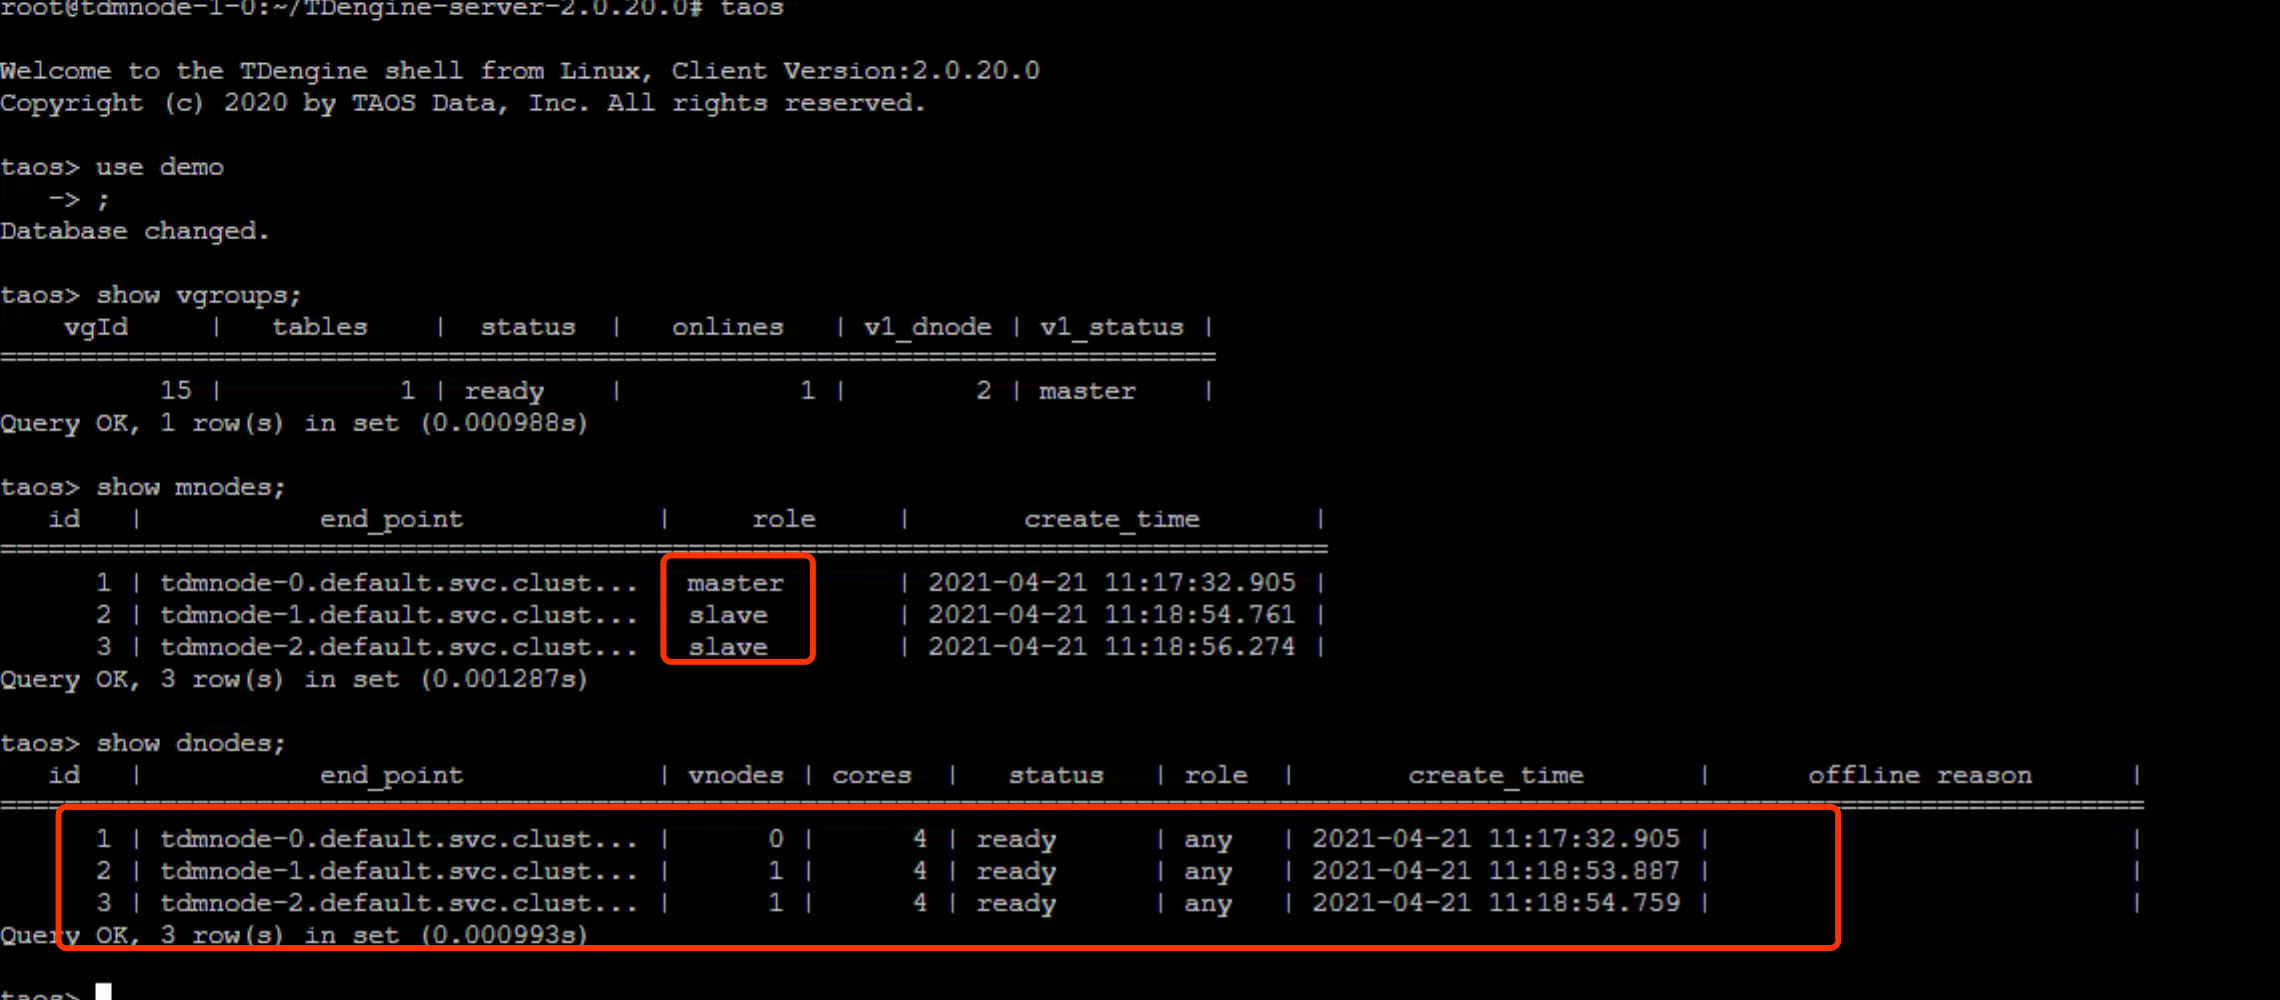 root@tdmnode-1-0:~/TDengine-server-2.0.20.0# taos
Welcome to the TDengine shell from Linux, Client Version:2.0.20.0
Copyright (c) 2020 by TAOS Data, Inc. All rights reserved.
taos> use demo
   -> ;
Database changed.
taos> show vgroups;
    vgId     |   tables    |  status  |   onlines   | v1_dnode | v1_status |
============================================================================
          15 |           1 | ready    |           1 |        2 | master    |
Query OK, 1 row(s) in set (0.000988s)
taos> show mnodes;
   id   |           end_point            |     role     |       create_time       |
===================================================================================
      1 | tdmnode-0.default.svc.clust...   master       | 2021-04-21 11:17:32.905 |
      2 | tdmnode-1.default.svc.clust...   slave        | 2021-04-21 11:18:54.761 |
      3 | tdmnode-2.default.svc.clust...   slave        | 2021-04-21 11:18:56.274 |
Query OK, 3 row(s) in set (0.001287s)
taos> show dnodes;
   id   |           end_point            | vnodes | cores  |   status   | role  |       create_time       |      offline reason      |
======================================================================================================================================
      1 | tdmnode-0.default.svc.clust... |      0 |      4 | ready      | any   | 2021-04-21 11:17:32.905 |                          |
      2 | tdmnode-1.default.svc.clust... |      1 |      4 | ready      | any   | 2021-04-21 11:18:53.887 |                          |
      3 | tdmnode-2.default.svc.clust... |      1 |      4 | ready      | any   | 2021-04-21 11:18:54.759 |                          |
Query OK, 3 row(s) in set (0.000993s)
taos>